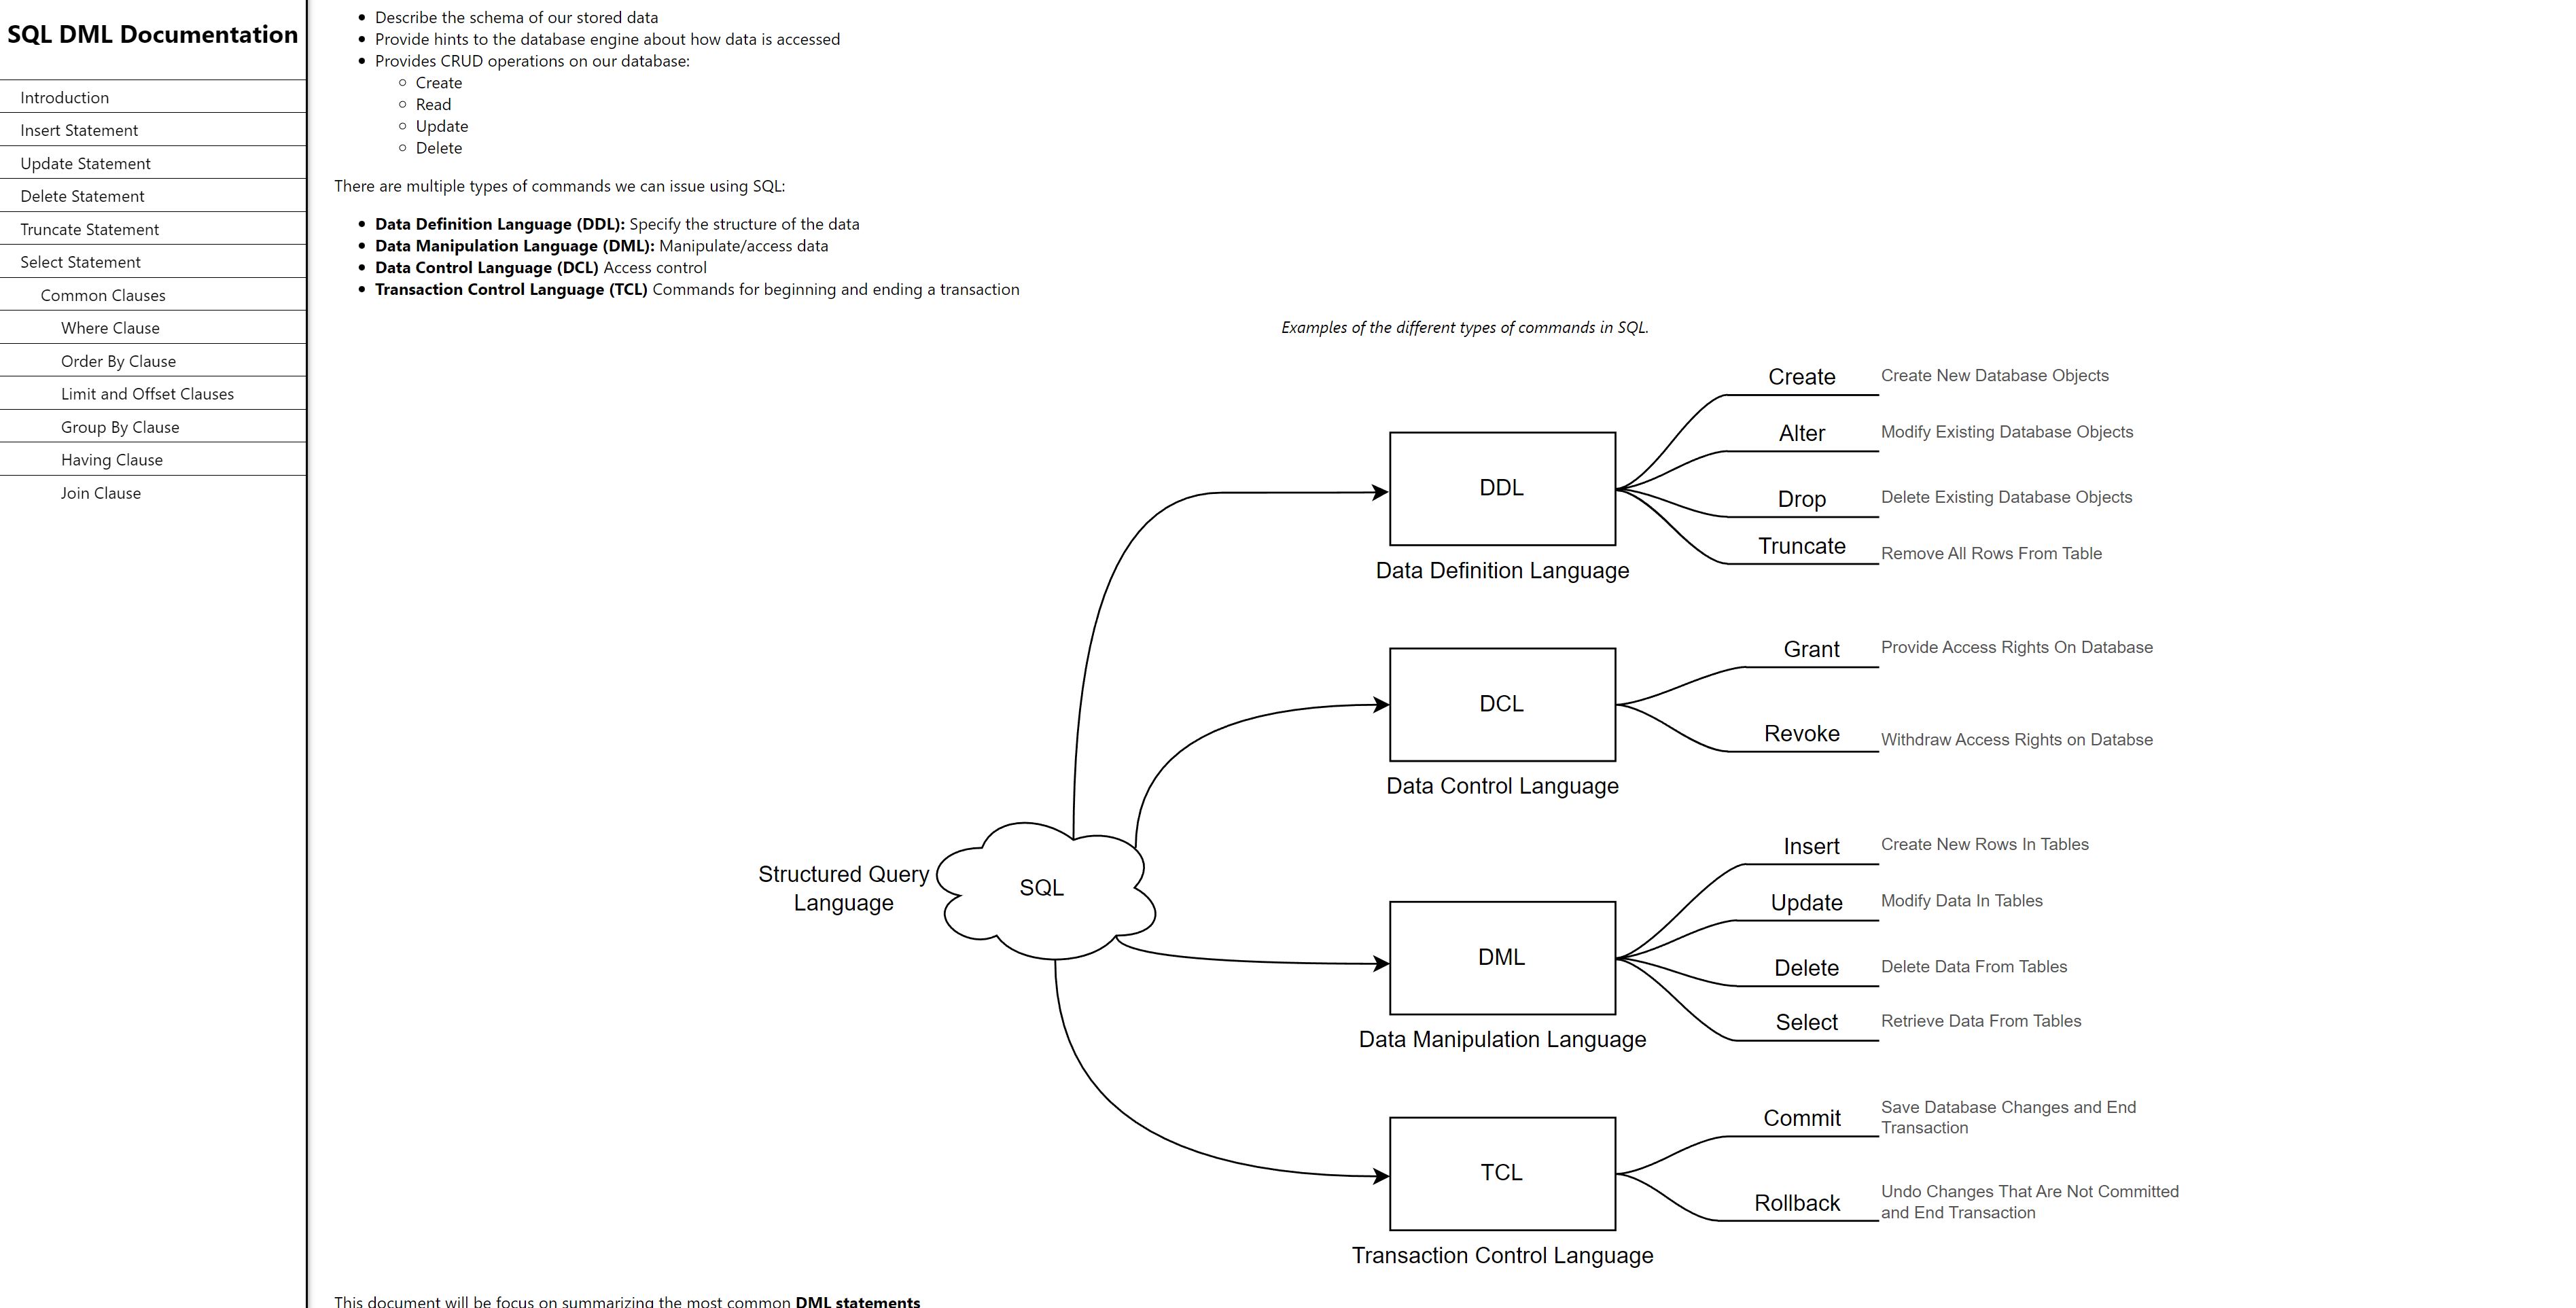 SQL DML Documentation
Introduction
Insert Statement
Update Statement
Delete Statement
Truncate Statement
Select Statement
Common Clauses
Where Clause
Order By Clause
Limit and Offset Clauses
Group By Clause
Having Clause
Join Clause
Describe the schema of our stored data
Provide hints to the database engine about how data is accessed
Provides CRUD operations on our database:
Create
Read
Update
Delete
There are multiple types of commands we can issue using SQL:
Data Definition Language (DDL): Specify the structure of the data
Data Manipulation Language (DML): Manipulate/access data
Data Control Language (DCL) Access control
Transaction Control Language (TCL) Commands for beginning and ending a transaction
Examples of the different types of commands in SQL.
Structured Query
Language
SQL
DDL
Data Definition Language
Create Create New Database Objects
Alter Modify Existing Database Objects
Drop Delete Existing Database Objects
Truncate Remove All Rows From Table
DCL
Data Control Language
Grant Provide Access Rights On Database
Revoke Withdraw Access Rights on Databse
DML
Data Manipulation Language
Insert Create New Rows In Tables
Update Modify Data In Tables
Delete Delete Data From Tables
Select Retrieve Data From Tables
TCL
Transaction Control Language
Commit Save Database Changes and End
Transaction
Rollback Undo Changes That Are Not Committed
and End Transaction
This document will be focus on summarizing the most common DML statements